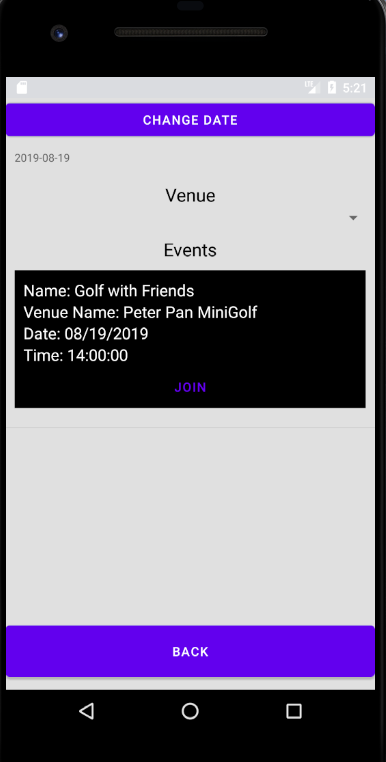 5:21
CHANGE DATE
2019-08-19
Venue
Events
Name: Golf with Friends
Venue Name: Peter Pan MiniGolf
Date: 08/19/2019
Time: 14:00:00
JOIN
BACK